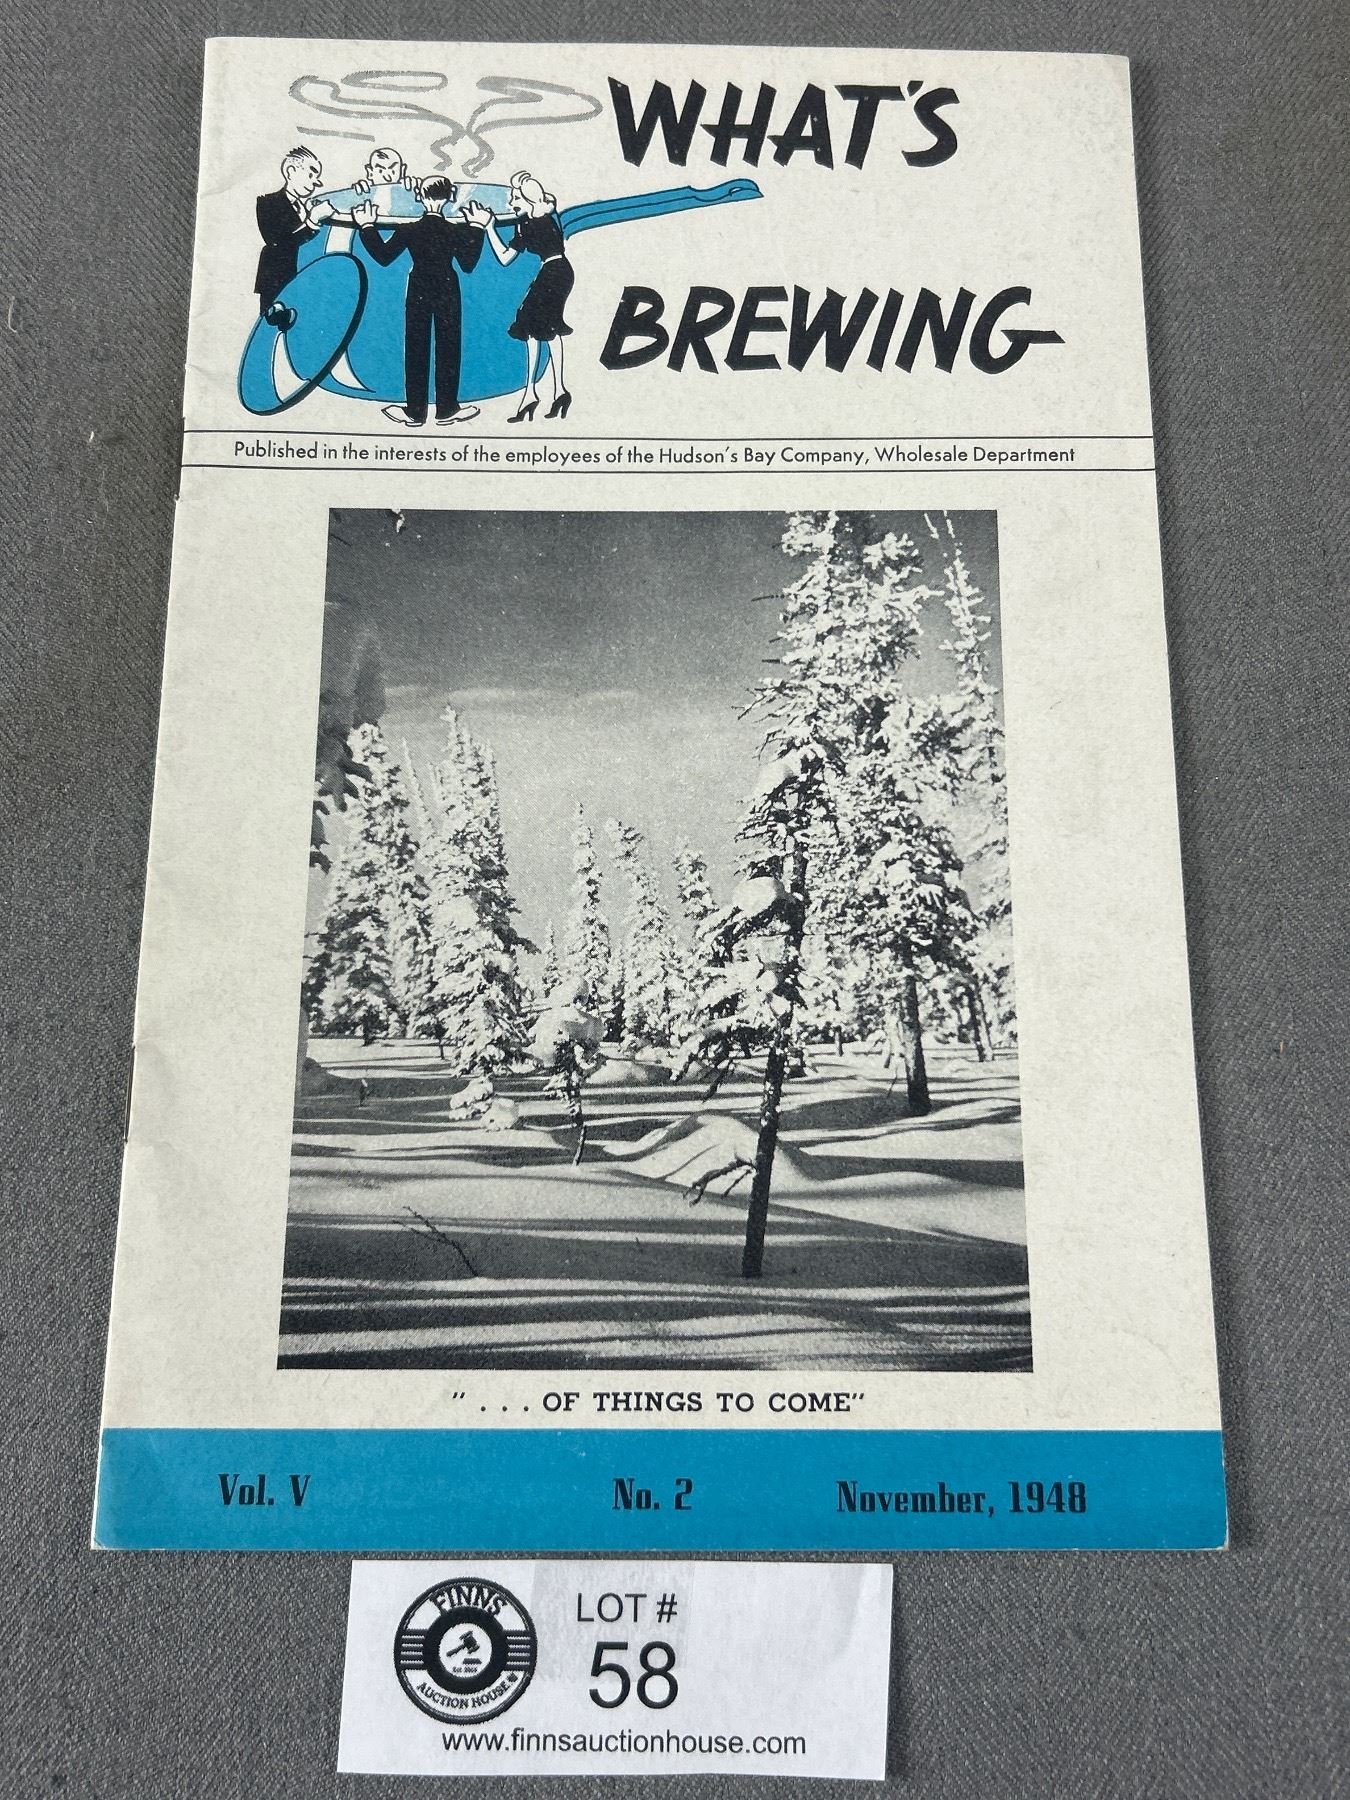 WHAT'S
BREWING
Published in the interests of the employees of the Hudson's Bay Company, Wholesale Department
" . . . OF THINGS TO COME"
Vol. V No. 2 November, 1948
FINNS
AUCTION HOUSE
LOT #
58
www.finnsauctionhouse.com